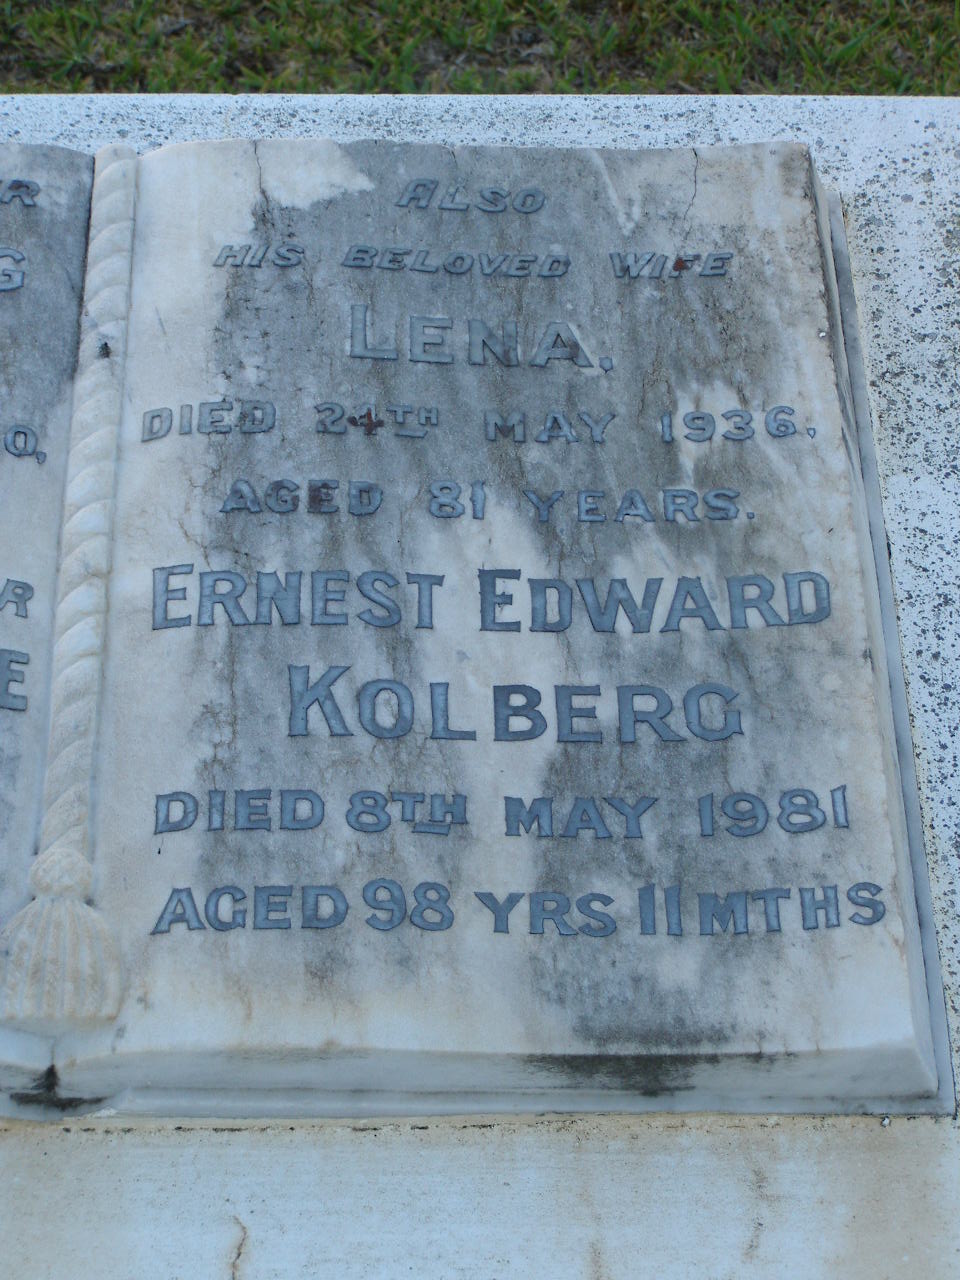 ALSO
HIS BELOVED WIFE
LENA.
DIED 24TH MAY 1936.
AGED 81 YEARS.
ERNEST EDWARD
KOLBERG
DIED 8TH MAY 1981
AGED 98 YRS 11 MTHS